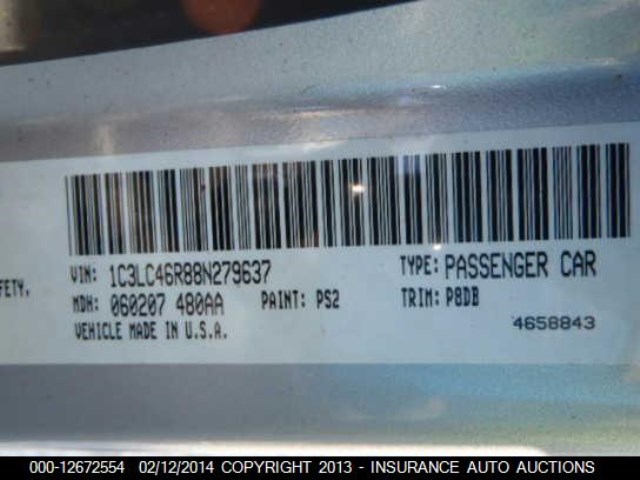 VIN: 1C3LC46R88N279637 TYPE: PASSENGER CAR
FETY. MDH: 060207 480AA PAINT: PS2 TRIM: P8DB
VEHICLE MADE IN U.S.A. 4658843
000-12672554 02/12/2014 COPYRIGHT 2013 - INSURANCE AUTO AUCTIONS